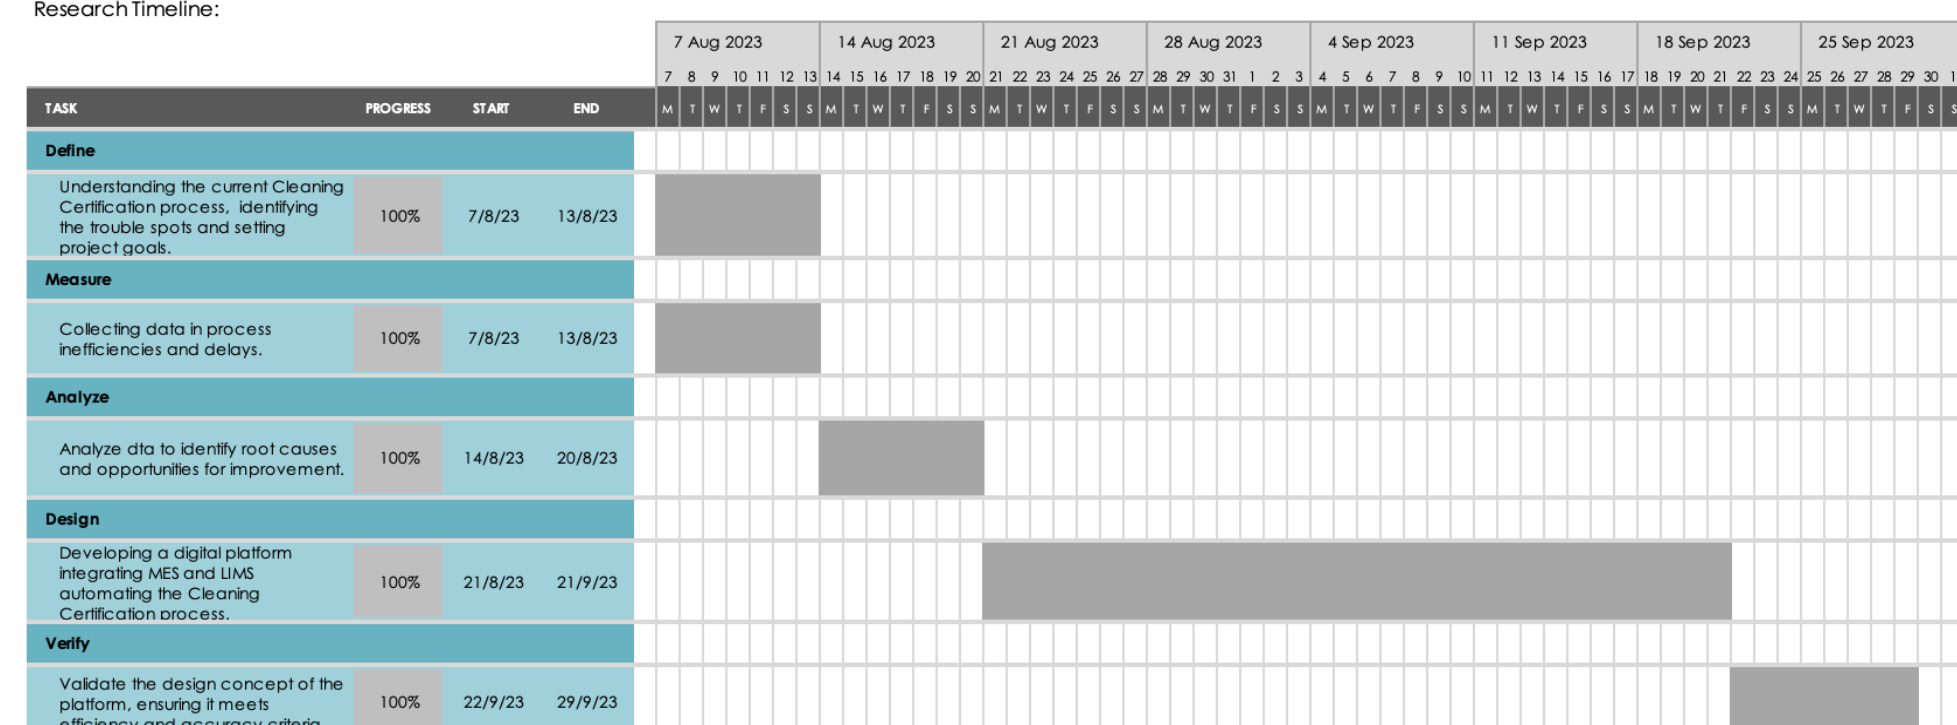 Research Timeline:
7 Aug 2023 14 Aug 2023 21 Aug 2023 28 Aug 2023 4 Sep 2023 11 Sep 2023 18 Sep 2023 25 Sep 2023
7 8 9 10 11 12 13 14 15 16 17 18 19 20 21 22 23 24 25 26 27 28 29 30 31 1 2 3 4 5 6 7 8 9 10 11 12 13 14 15 16 17 18 19 20 21 22 23 24 25 26 27 28 29 30 1
TASK PROGRESS START END M T W T F S S M T W T F S S M T W T F S S M T W T F S S M T W T F S S M T W T F S S M T W T F S S M T W T F S S
Define
Understanding the current Cleaning
Certification process, identifying
the trouble spots and setting
project goals.
100% 7/8/23 13/8/23
Measure
Collecting data in process
inefficiencies and delays.
100% 7/8/23 13/8/23
Analyze
Analyze dta to identify root causes
and opportunities for improvement.
100% 14/8/23 20/8/23
Design
Developing a digital platform
integrating MES and LIMS
automating the Cleaning
Certification process.
100% 21/8/23 21/9/23
Verify
Validate the design concept of the
platform, ensuring it meets
efficiency and accuracy criteria
100% 22/9/23 29/9/23